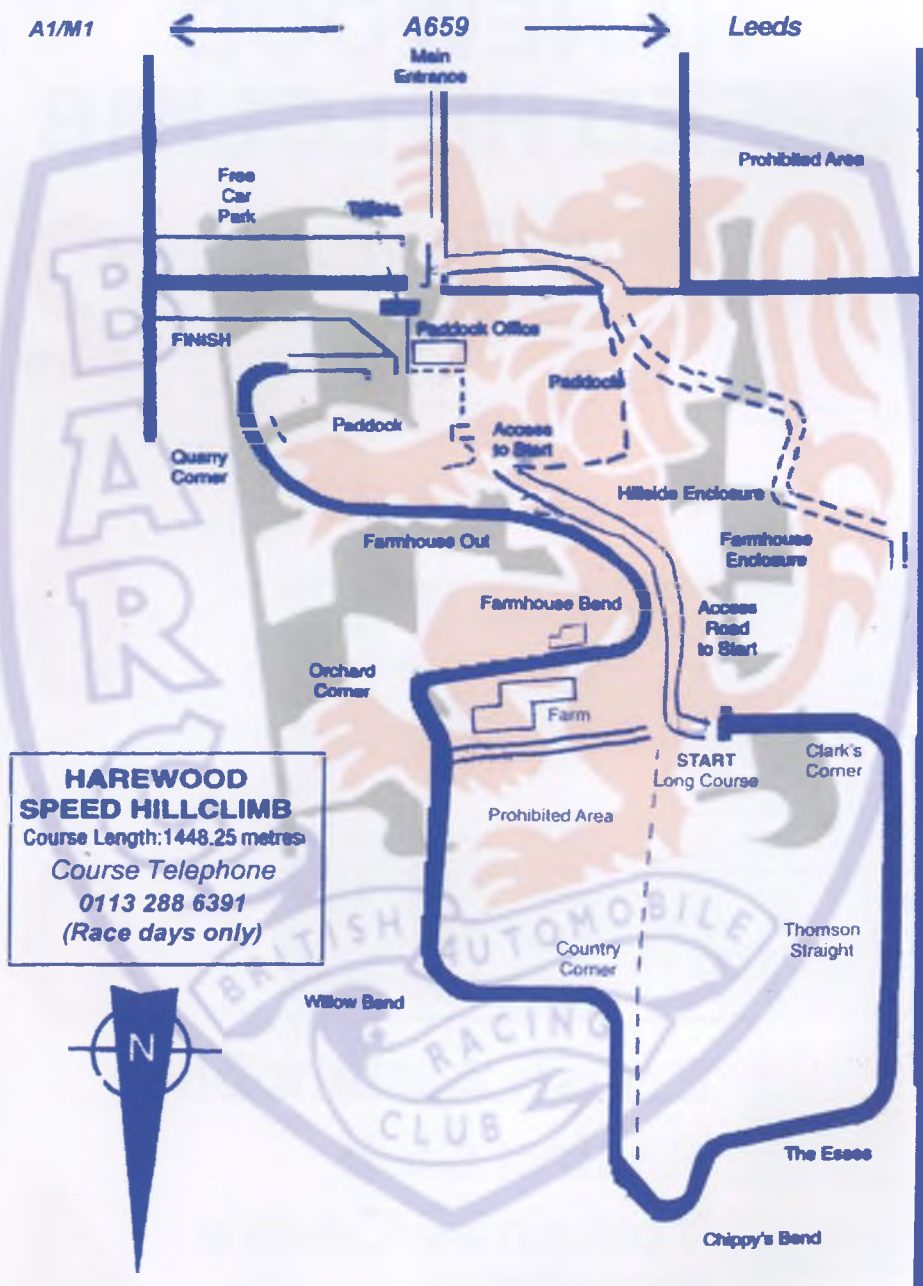 A1/M1
A659
Leeds
Main
Entrance
Prohibited Area
Free
Car
Park
Toilets
FINISH
Paddock Office
Paddock
Paddock
Access
to Start
Quarry
Corner
Hillside Enclosure
Farmhouse Out
Farmhouse
Enclosure
Farmhouse Bend
Access
Road
to Start
Orchard
Corner
Farm
START
Long Course
Clark's
Corner
HAREWOOD
SPEED HILLCLIMB
Course Length:1448.25 metres
Course Telephone
0113 288 6391
(Race days only)
Prohibited Area
Country
Corner
Thomson
Straight
Willow Bend
N
The Esses
Chippy's Bend
BARC
BRITISH AUTOMOBILE
RACING
CLUB